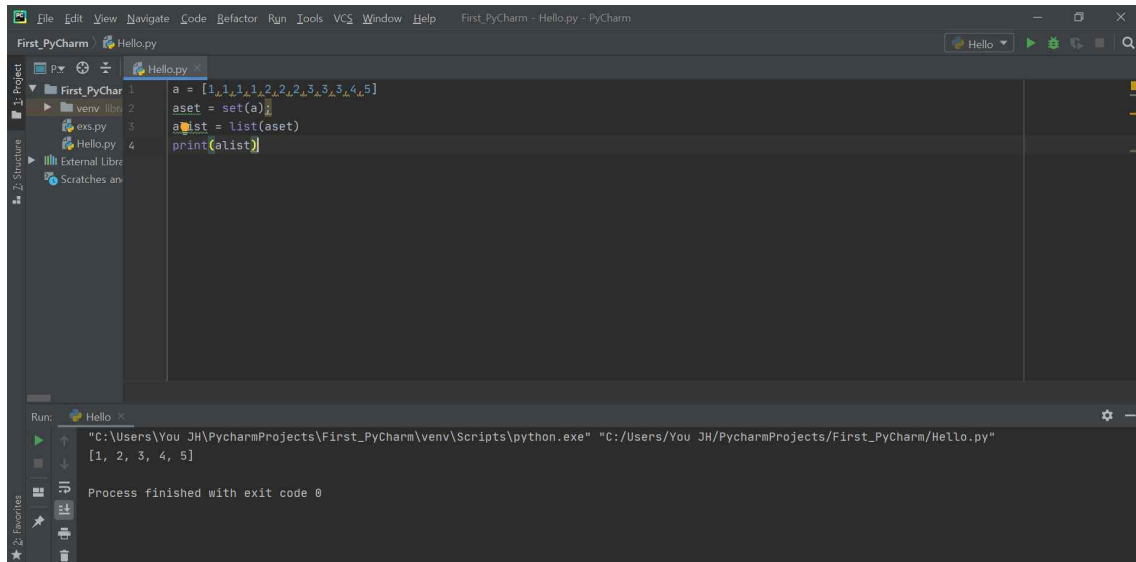 File Edit View Navigate Code Refactor Run Tools VCS Window Help First_PyCharm - Hello.py - PyCharm
First_PyCharm Hello.py Hello
1: Project
P
Hello.py
First_PyChar
venv libr
exs.py
Hello.py
External Libra
Scratches an
Z: Structure
1 a = [1,1,1,1,2,2,2,3,3,3,4,5]
2 aset = set(a);
3 a ist = list(aset)
4 print(alist)
Run: Hello
"C:\Users\You JH\PycharmProjects\First_PyCharm\venv\Scripts\python.exe" "C:/Users/You JH/PycharmProjects/First_PyCharm/Hello.py"
[1, 2, 3, 4, 5]
Process finished with exit code 0
2: Favorites